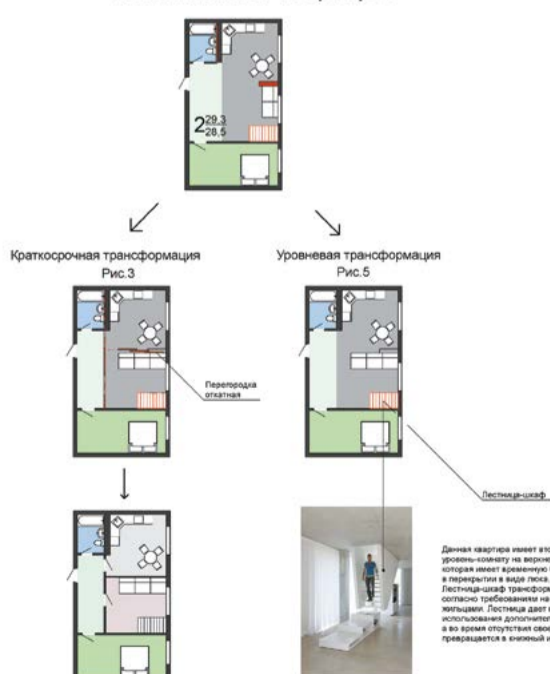 2 29,3
28,5
Краткосрочная трансформация
Рис.3
Уровневая трансформация
Рис.5
Перегородка
откатная
Лестница-шкаф
Данная квартира имеет
уровень-комнату на
которая имеет временную
в перекрытии в виде люка.
Лестница-шкаф
согласно требованиям
жильцами. Лестница дает
использования
а во время отсутствия
превращается в книжный